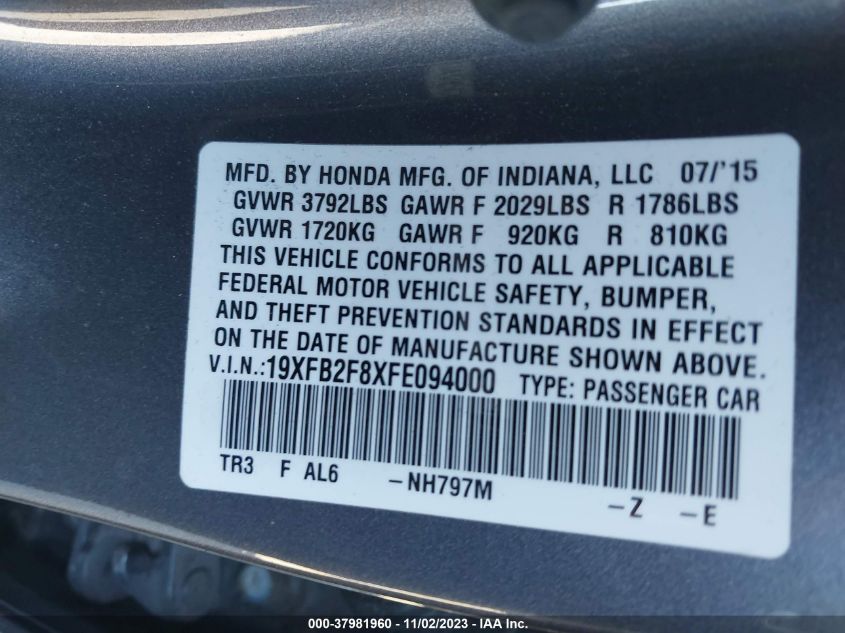 MFD. BY HONDA MFG. OF INDIANA, LLC 07/'15
GVWR 3792LBS GAWR F 2029LBS R 1786LBS
GVWR 1720KG GAWR F 920KG R 810KG
THIS VEHICLE CONFORMS TO ALL APPLICABLE
FEDERAL MOTOR VEHICLE SAFETY, BUMPER,
AND THEFT PREVENTION STANDARDS IN EFFECT
ON THE DATE OF MANUFACTURE SHOWN ABOVE.
V.I.N.:19XFB2F8XFE094000 TYPE: PASSENGER CAR
TR3 F AL6 -NH797M -Z -E
000-37981960 - 11/02/2023 - IAA Inc.